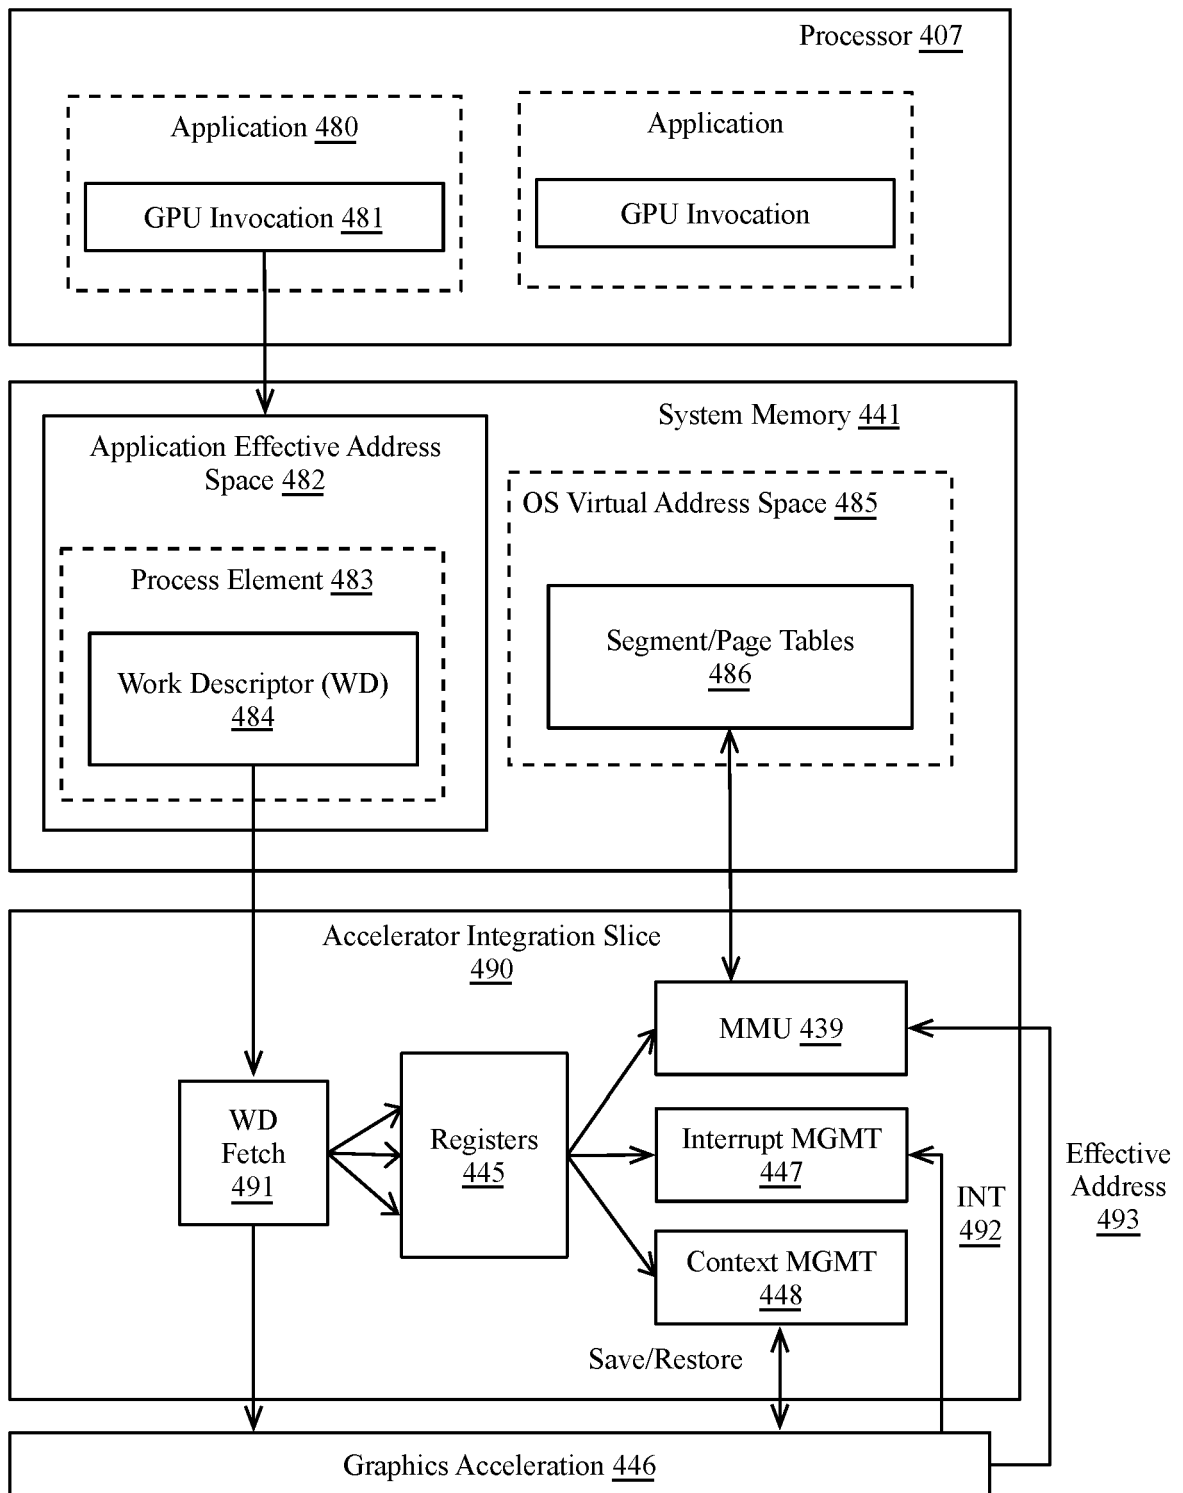 Processor 407
Application 480
Application
GPU Invocation 481
GPU Invocation
System Memory 441
Application Effective Address
Space 482
OS Virtual Address Space 485
Process Element 483
Segment/Page Tables
486
Work Descriptor (WD)
484
Accelerator Integration Slice
490
MMU 439
WD
Fetch
491
Registers
445
Interrupt MGMT
447
Effective
Address
493
INT
492
Context MGMT
448
Save/Restore
Graphics Acceleration 446